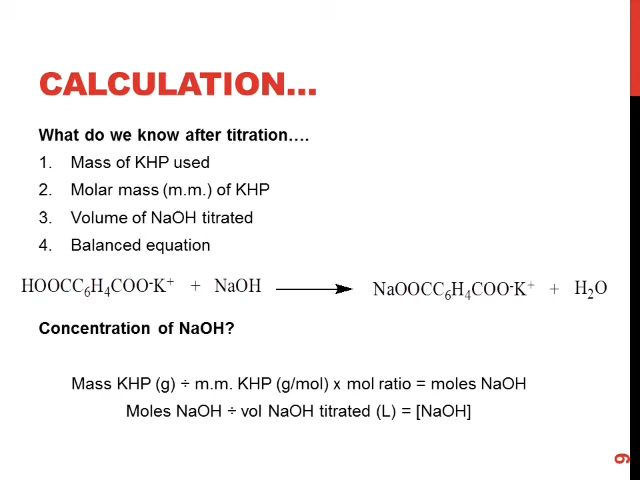 CALCULATION...
What do we know after titration….
1. Mass of KHP used
2. Molar mass (m.m.) of KHP
3. Volume of NaOH titrated
4. Balanced equation
HOOCC₆H₄COO⁻K⁺ + NaOH ⟶ NaOOCC₆H₄COO⁻K⁺ + H₂O
Concentration of NaOH?
Mass KHP (g) ÷ m.m. KHP (g/mol) x mol ratio = moles NaOH
Moles NaOH ÷ vol NaOH titrated (L) = [NaOH]
9